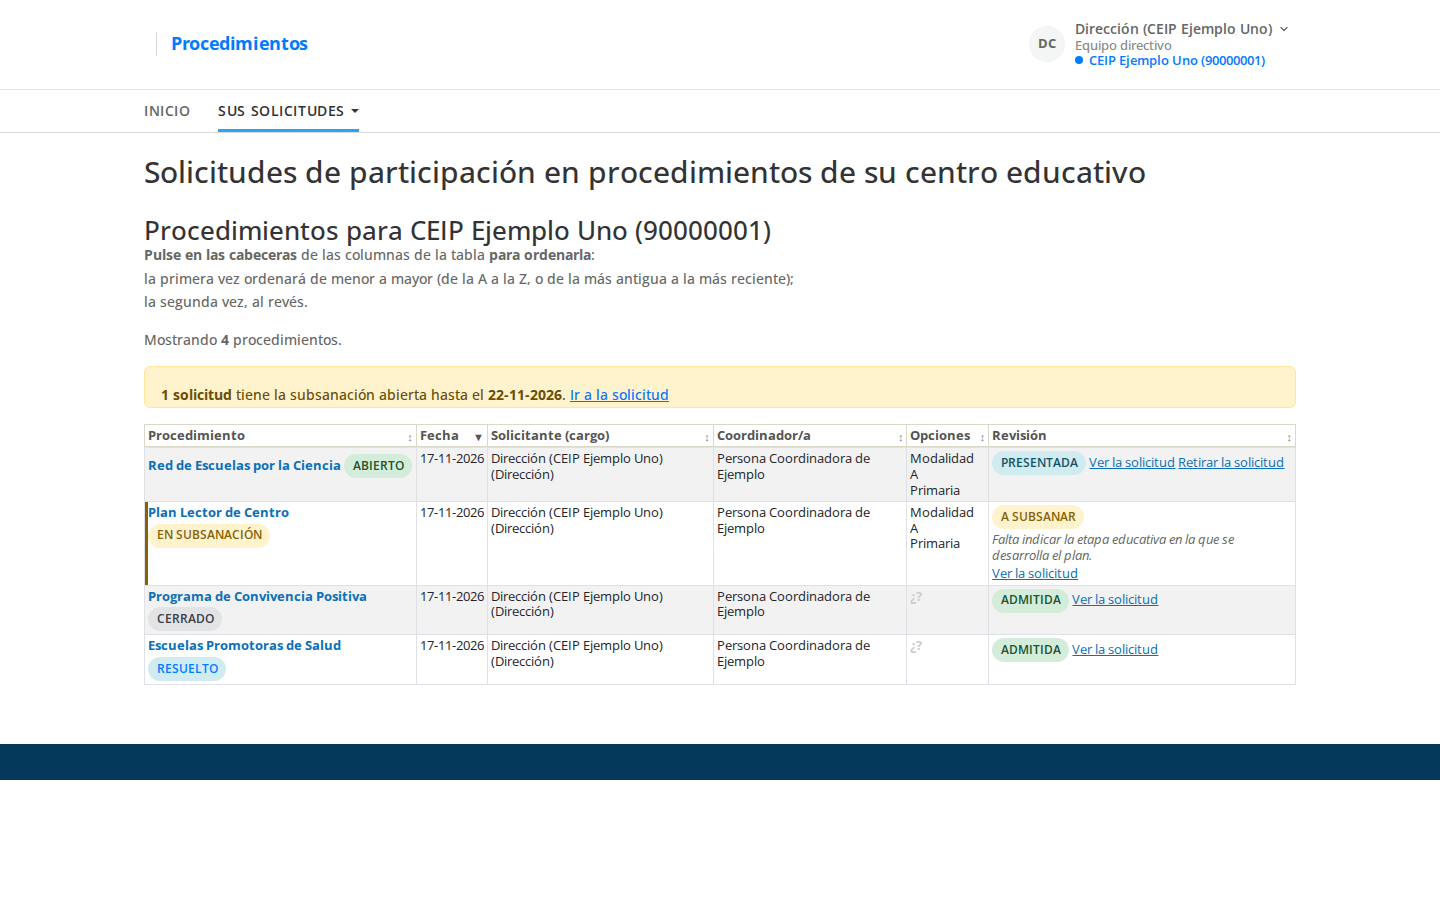 Procedimientos
DC
Dirección (CEIP Ejemplo Uno)
Equipo directivo
CEIP Ejemplo Uno (90000001)
INICIO
SUS SOLICITUDES
Solicitudes de participación en procedimientos de su centro educativo
Procedimientos para CEIP Ejemplo Uno (90000001)
Pulse en las cabeceras de las columnas de la tabla para ordenarla:
la primera vez ordenará de menor a mayor (de la A a la Z, o de la más antigua a la más reciente);
la segunda vez, al revés.
Mostrando 4 procedimientos.
1 solicitud tiene la subsanación abierta hasta el 22-11-2026. Ir a la solicitud
Procedimiento ↕ Fecha ▼ Solicitante (cargo) ↕ Coordinador/a ↕ Opciones ↕ Revisión ↕
Red de Escuelas por la Ciencia ABIERTO
17-11-2026
Dirección (CEIP Ejemplo Uno)
(Dirección)
Persona Coordinadora de
Ejemplo
Modalidad
A
Primaria
PRESENTADA Ver la solicitud Retirar la solicitud
Plan Lector de Centro
EN SUBSANACIÓN
17-11-2026
Dirección (CEIP Ejemplo Uno)
(Dirección)
Persona Coordinadora de
Ejemplo
Modalidad
A
Primaria
A SUBSANAR
Falta indicar la etapa educativa en la que se
desarrolla el plan.
Ver la solicitud
Programa de Convivencia Positiva
CERRADO
17-11-2026
Dirección (CEIP Ejemplo Uno)
(Dirección)
Persona Coordinadora de
Ejemplo
¿?
ADMITIDA Ver la solicitud
Escuelas Promotoras de Salud
RESUELTO
17-11-2026
Dirección (CEIP Ejemplo Uno)
(Dirección)
Persona Coordinadora de
Ejemplo
¿?
ADMITIDA Ver la solicitud